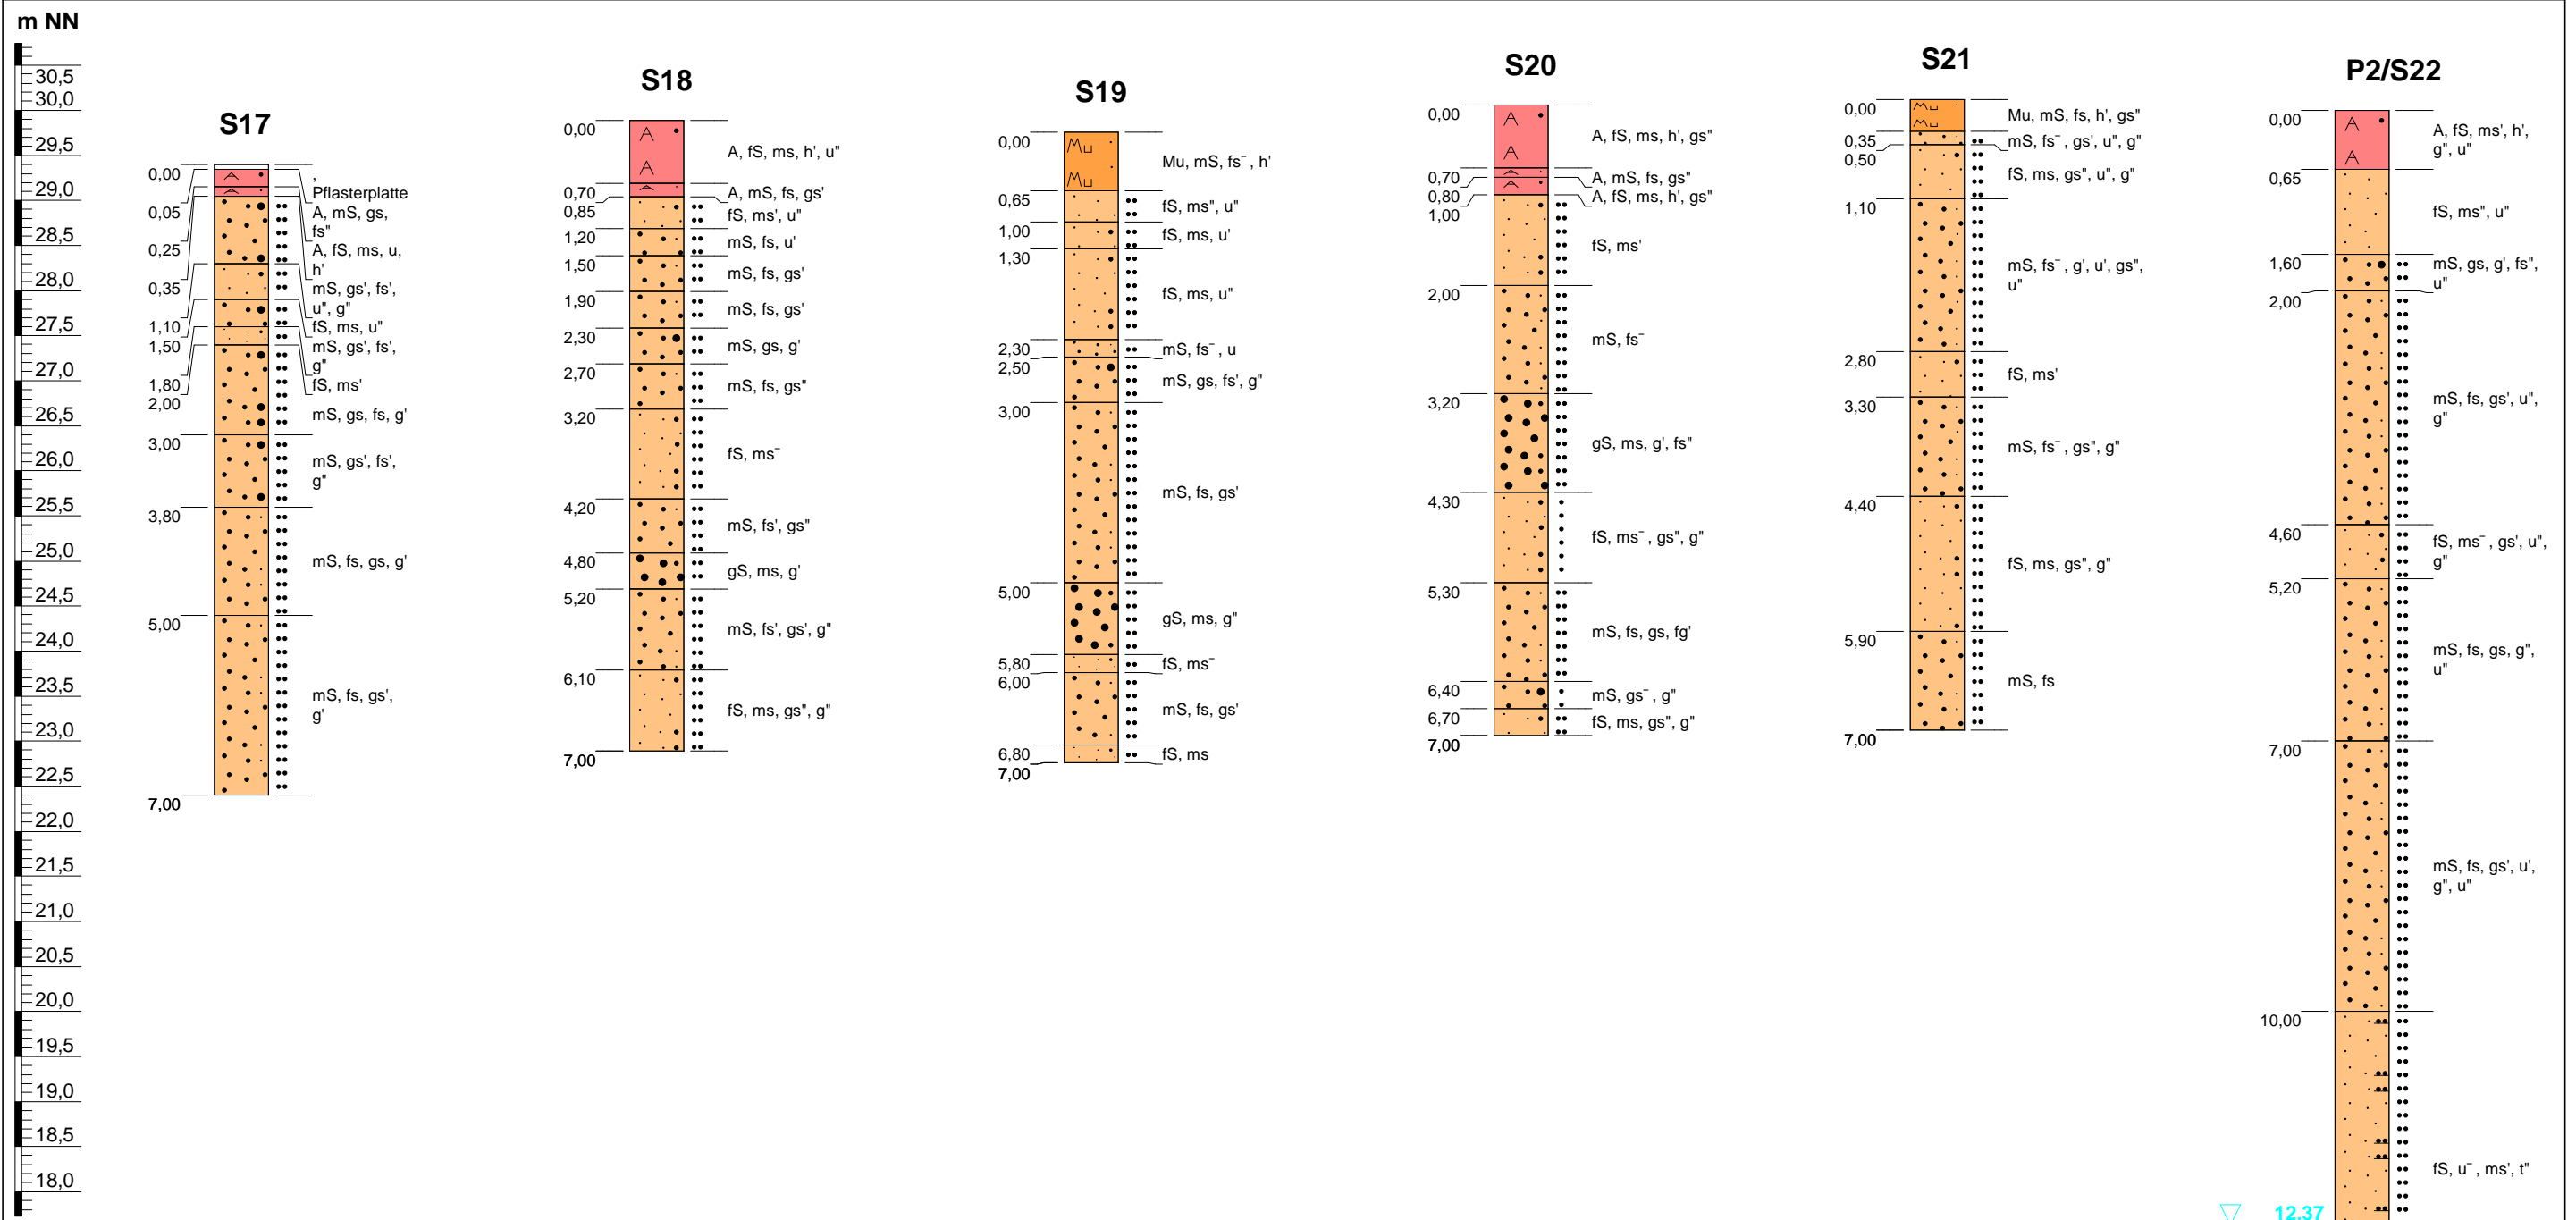 m NN
30,5
30,0
29,5
29,0
28,5
28,0
27,5
27,0
26,5
26,0
25,5
25,0
24,5
24,0
23,5
23,0
22,5
22,0
21,5
21,0
20,5
20,0
19,5
19,0
18,5
18,0
S17
0,00
0,05
0,25
0,35
1,10
1,50
1,80
2,00
3,00
3,80
5,00
7,00
,
Pflasterplatte
A, mS, gs,
fs"
A, fS, ms, u,
h'
mS, gs', fs',
u", g"
fS, ms, u"
mS, gs', fs',
g"
fS, ms'
mS, gs, fs, g'
mS, gs', fs',
g"
mS, fs, gs, g'
mS, fs, gs',
g'
S18
0,00
0,70
0,85
1,20
1,50
1,90
2,30
2,70
3,20
4,20
4,80
5,20
6,10
7,00
A
A
A, fS, ms, h', u"
A, mS, fs, gs'
fS, ms', u"
mS, fs, u'
mS, fs, gs'
mS, fs, gs'
mS, gs, g'
mS, fs, gs"
fS, ms¯
mS, fs', gs"
gS, ms, g'
mS, fs', gs', g"
fS, ms, gs", g"
S19
0,00
0,65
1,00
1,30
2,30
2,50
3,00
5,00
5,80
6,00
6,80
7,00
Mu
Mu
Mu, mS, fs¯ , h'
fS, ms", u"
fS, ms, u'
fS, ms, u"
mS, fs¯ , u
mS, gs, fs', g"
mS, fs, gs'
gS, ms, g"
fS, ms¯
mS, fs, gs'
fS, ms
S20
0,00
0,70
0,80
1,00
2,00
3,20
4,30
5,30
6,40
6,70
7,00
A
A
A, fS, ms, h', gs"
A, mS, fs, gs"
A, fS, ms, h', gs"
fS, ms'
mS, fs¯
gS, ms, g', fs"
fS, ms¯ , gs", g"
mS, fs, gs, fg'
mS, gs¯ , g"
fS, ms, gs", g"
S21
0,00
0,35
0,50
1,10
2,80
3,30
4,40
5,90
7,00
Mu
Mu
Mu, mS, fs, h', gs"
mS, fs¯ , gs', u", g"
fS, ms, gs", u", g"
mS, fs¯ , g', u', gs",
u"
fS, ms'
mS, fs¯ , gs", g"
fS, ms, gs", g"
mS, fs
P2/S22
0,00
0,65
1,60
2,00
4,60
5,20
7,00
10,00
A
A
A, fS, ms', h',
g", u"
fS, ms", u"
mS, gs, g', fs",
u"
mS, fs, gs', u",
g"
fS, ms¯ , gs', u",
g"
mS, fs, gs, g",
u"
mS, fs, gs', u',
g", u"
fS, u¯ , ms', t"
12,37